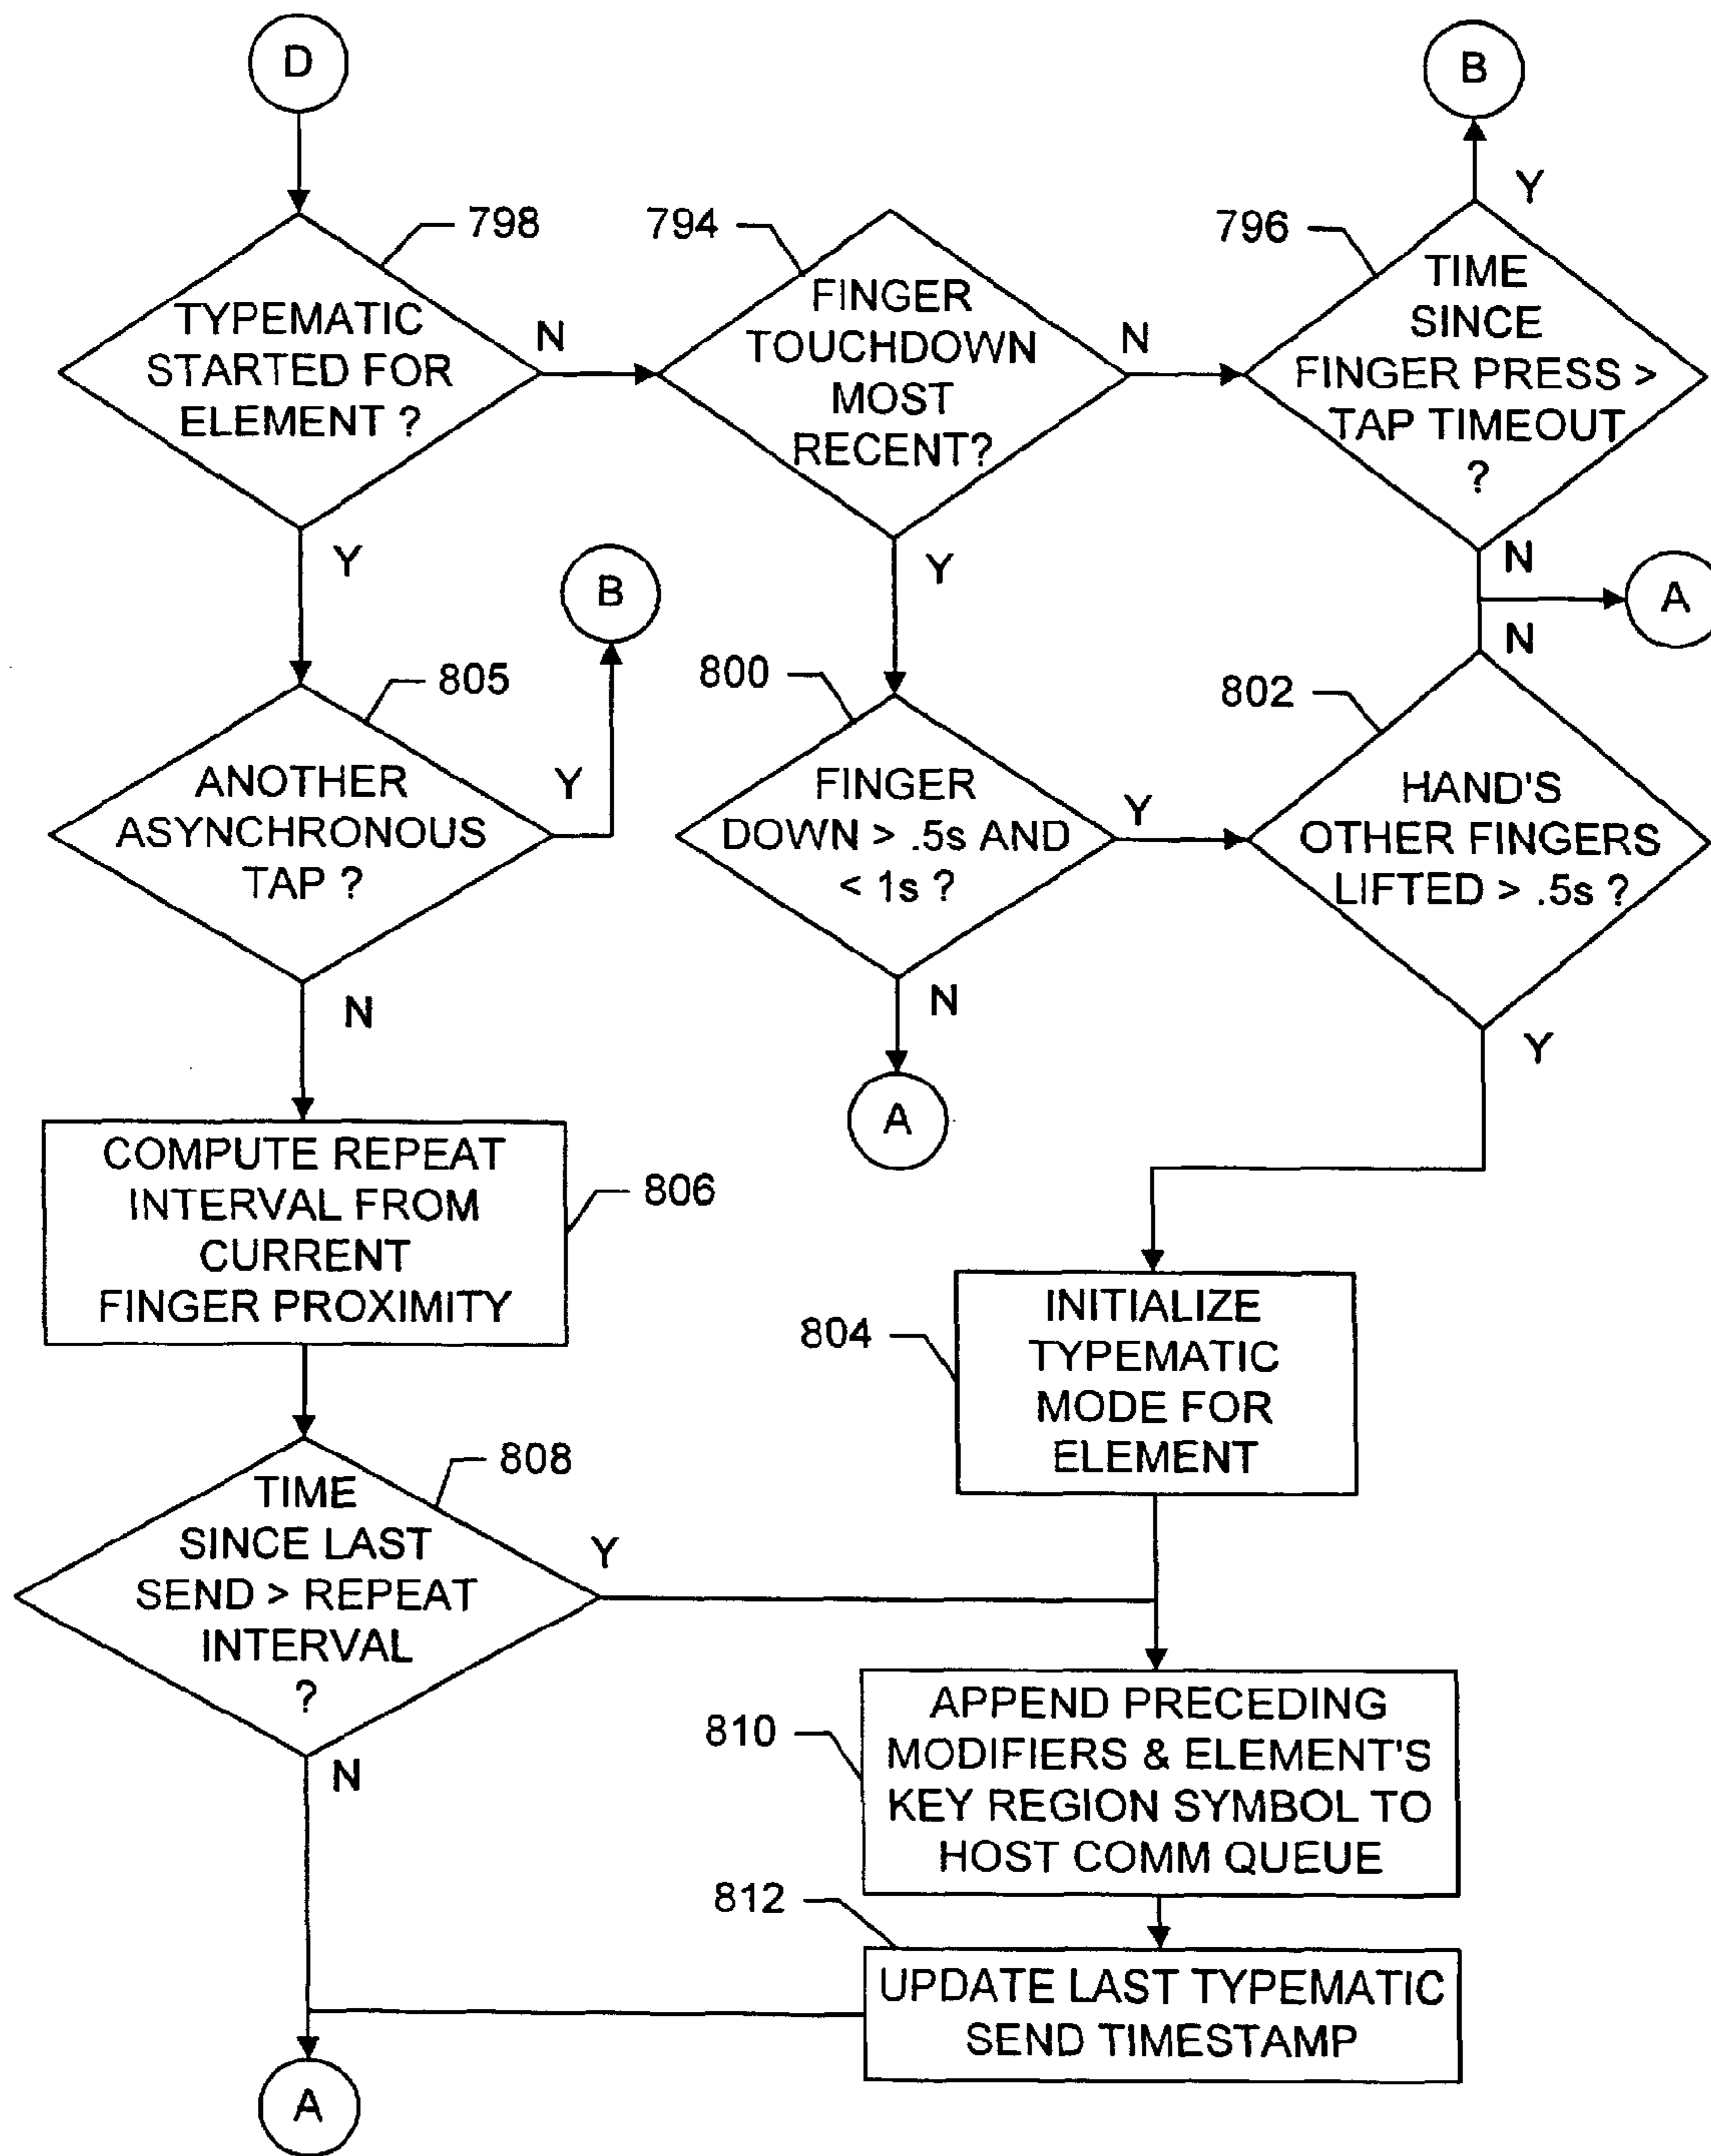 D
B
798
794
796
TYPEMATIC
STARTED FOR
ELEMENT ?
N
Y
FINGER
TOUCHDOWN
MOST
RECENT?
N
Y
TIME
SINCE
FINGER PRESS >
TAP TIMEOUT
?
Y
N
A
B
805
ANOTHER
ASYNCHRONOUS
TAP ?
Y
N
800
FINGER
DOWN > .5s AND
< 1s ?
Y
N
A
802
N
HAND'S
OTHER FINGERS
LIFTED > .5s ?
Y
COMPUTE REPEAT
INTERVAL FROM
CURRENT
FINGER PROXIMITY
806
804
INITIALIZE
TYPEMATIC
MODE FOR
ELEMENT
808
TIME
SINCE LAST
SEND > REPEAT
INTERVAL
?
Y
N
810
APPEND PRECEDING
MODIFIERS & ELEMENT'S
KEY REGION SYMBOL TO
HOST COMM QUEUE
812
UPDATE LAST TYPEMATIC
SEND TIMESTAMP
A